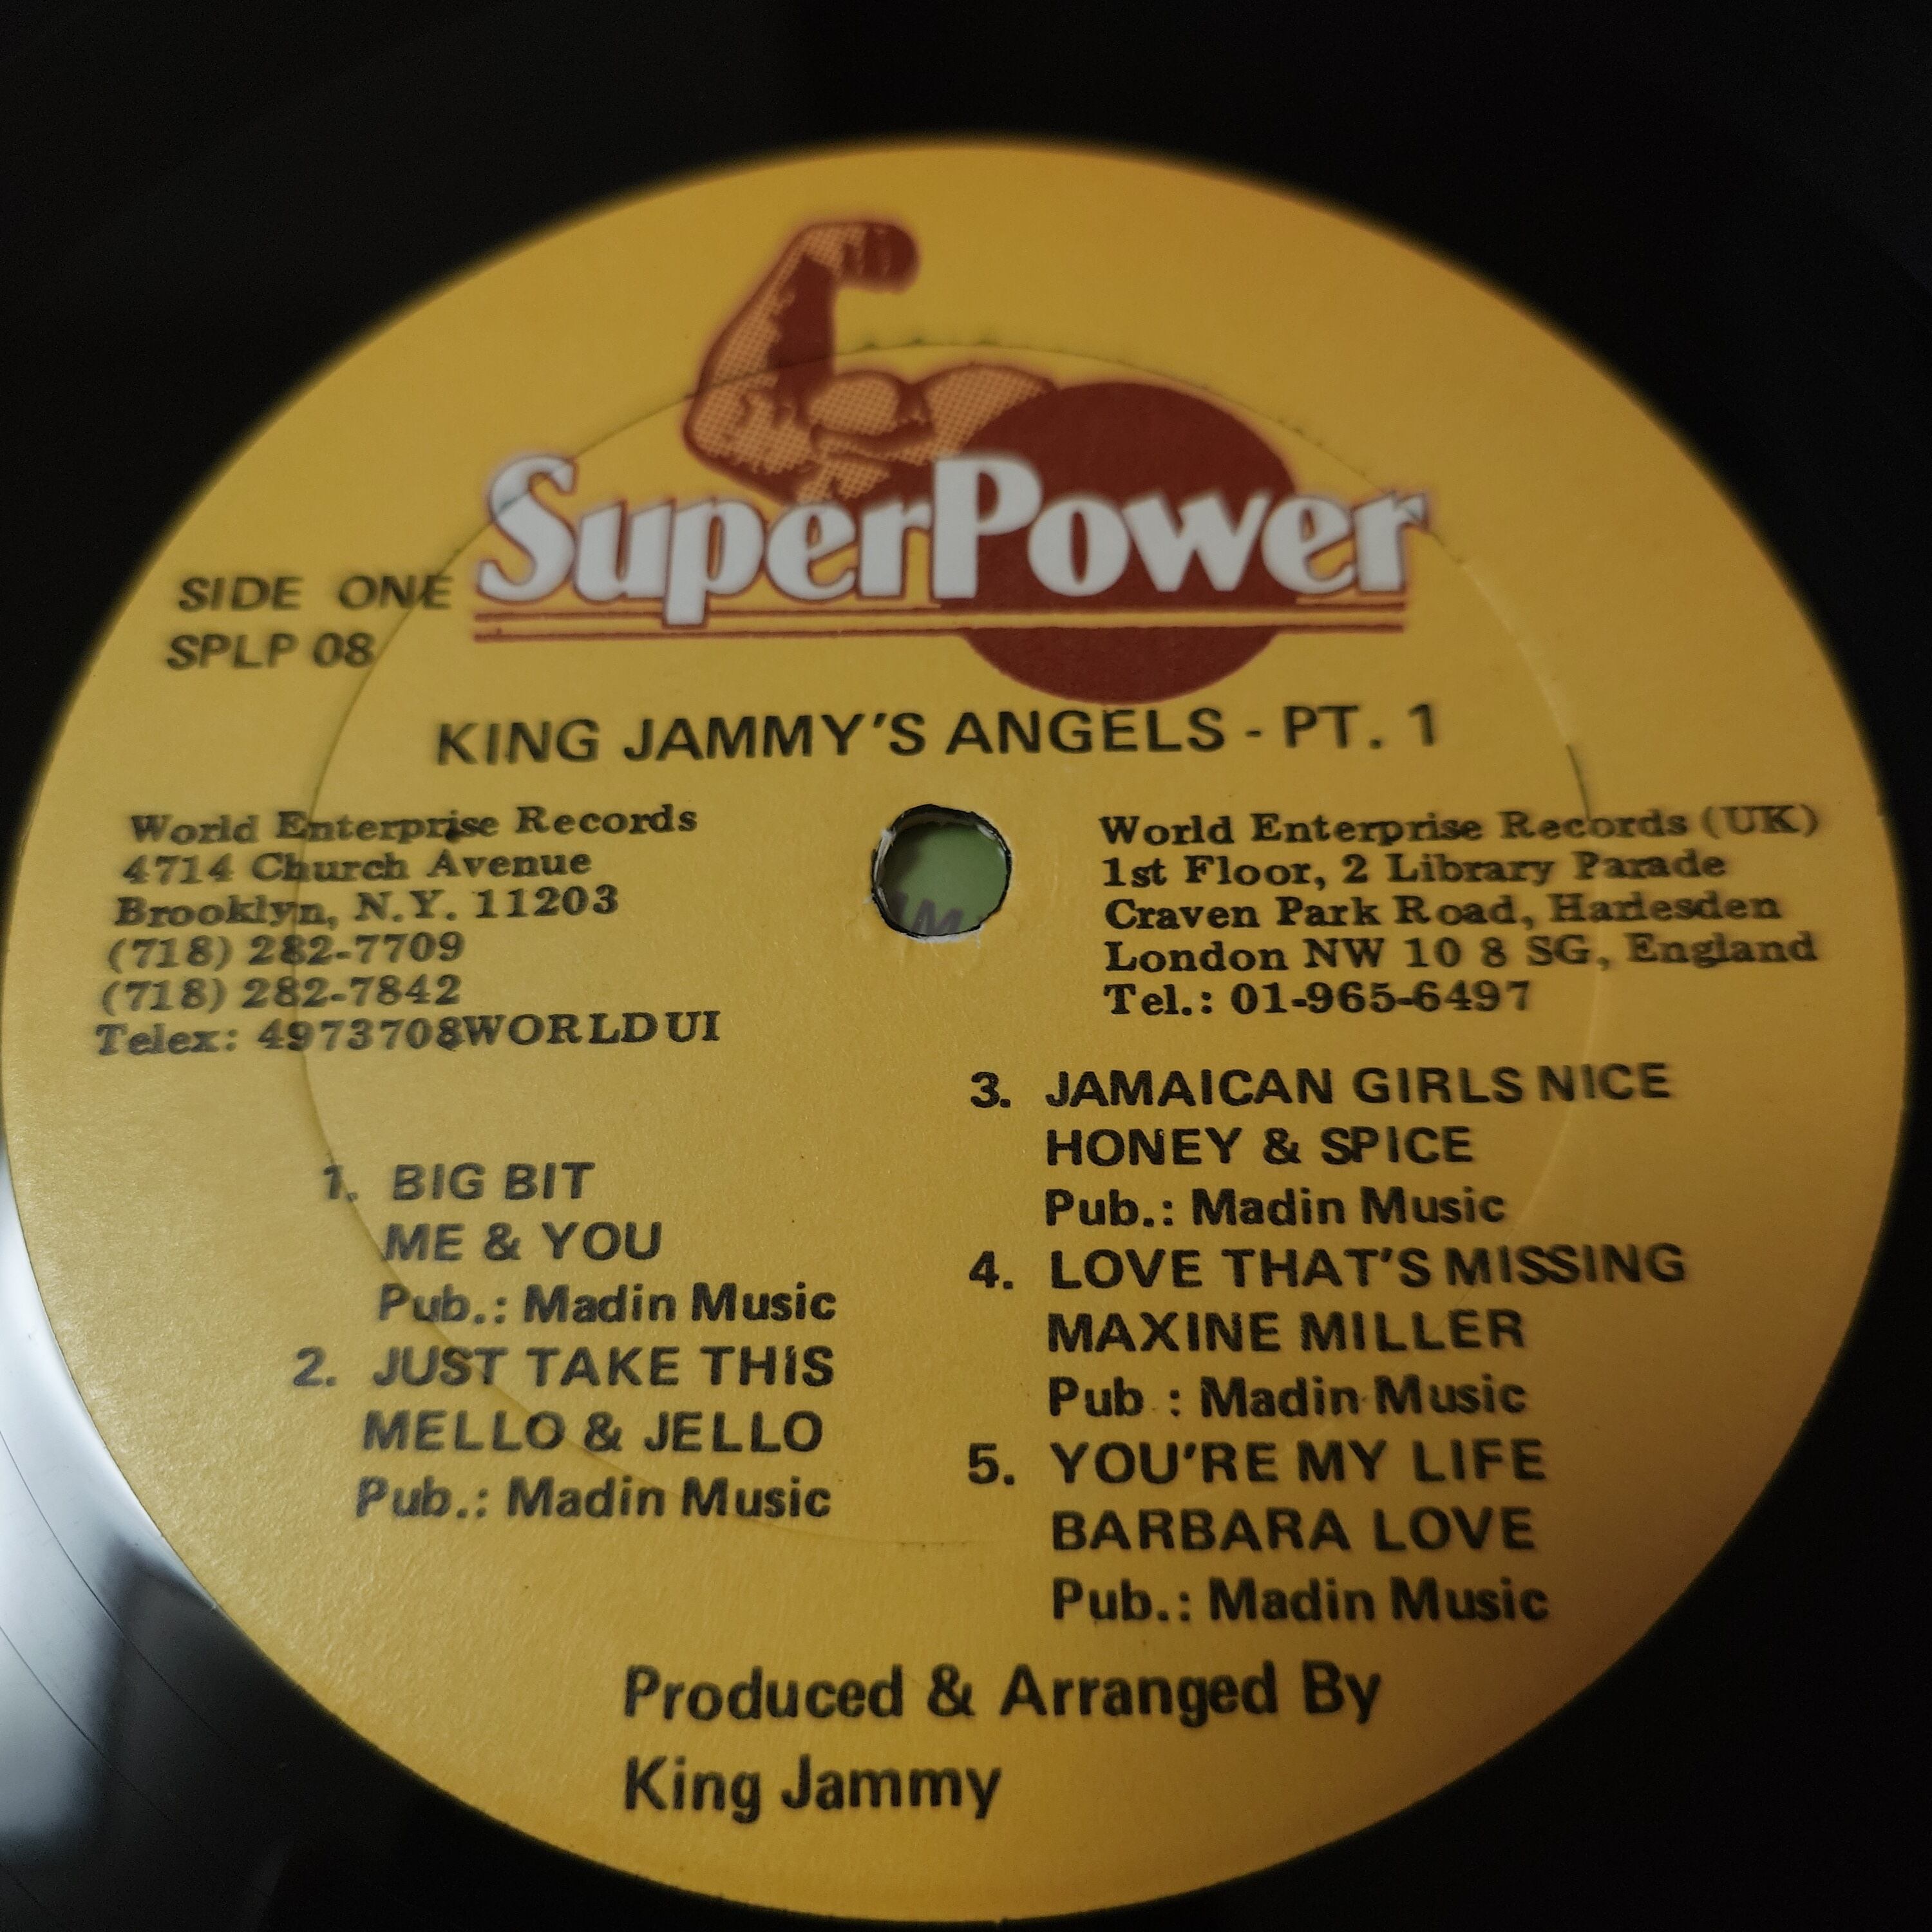 SuperPower
SIDE ONE
SPLP 08
KING JAMMY'S ANGELS - PT. 1
World Enterprise Records
4714 Church Avenue
Brooklyn, N.Y. 11203
(718) 282-7709
(718) 282-7842
Telex: 4973708WORLDUI
World Enterprise Records (UK)
1st Floor, 2 Library Parade
Craven Park Road, Harlesden
London NW 10 8 SG, England
Tel.: 01-965-6497
1. BIG BIT
ME & YOU
Pub.: Madin Music
2. JUST TAKE THIS
MELLO & JELLO
Pub.: Madin Music
3. JAMAICAN GIRLS NICE
HONEY & SPICE
Pub.: Madin Music
4. LOVE THAT'S MISSING
MAXINE MILLER
Pub : Madin Music
5. YOU'RE MY LIFE
BARBARA LOVE
Pub.: Madin Music
Produced & Arranged By
King Jammy